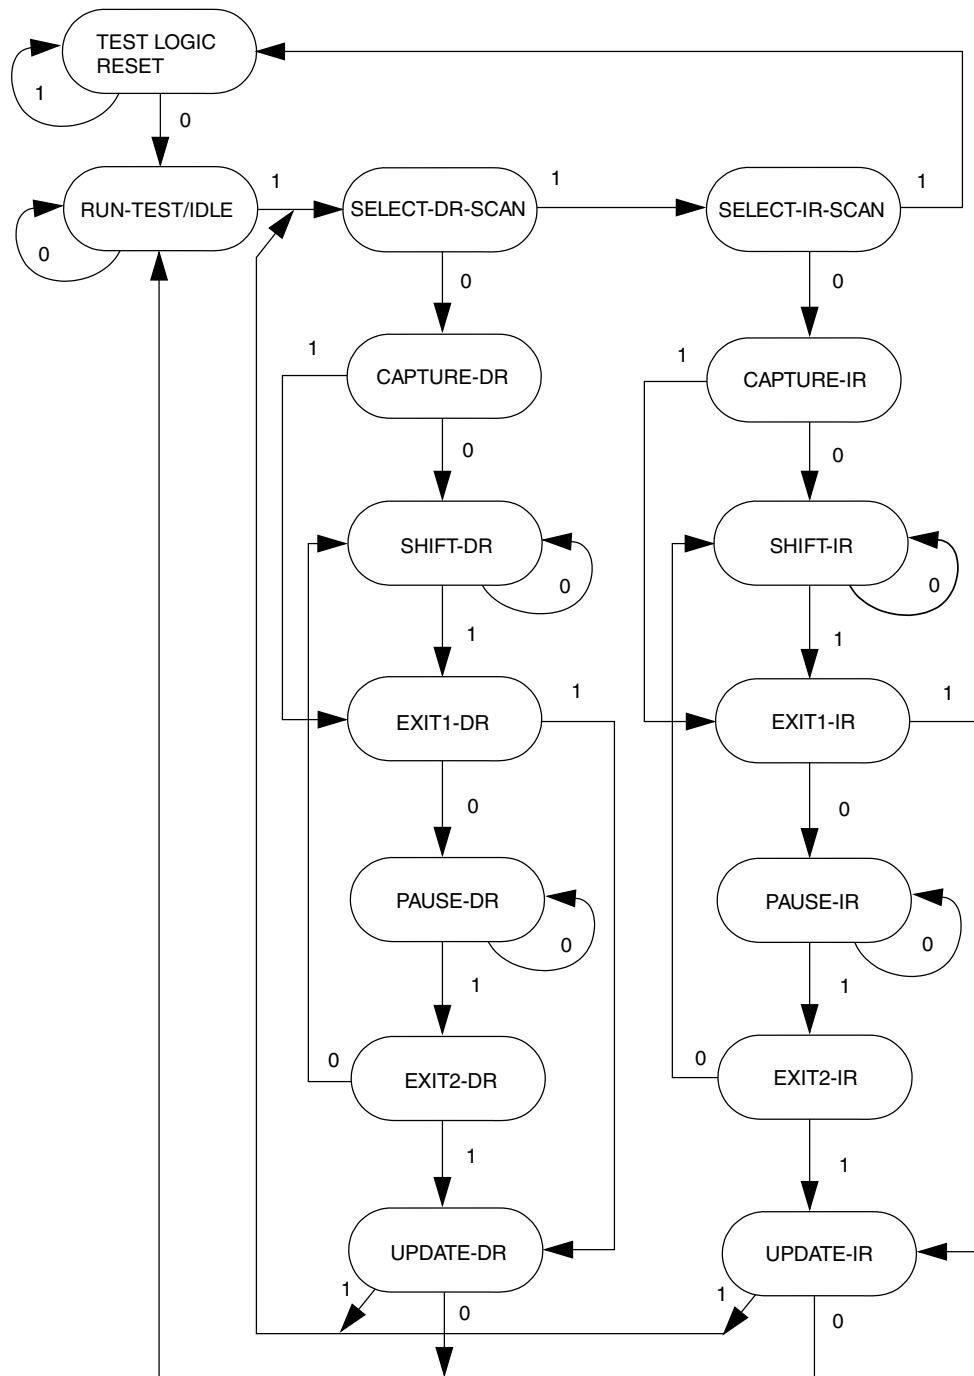 TEST LOGIC
RESET
1
0
RUN-TEST/IDLE
1
0
SELECT-DR-SCAN
1
SELECT-IR-SCAN
1
0
0
1
CAPTURE-DR
1
CAPTURE-IR
0
0
SHIFT-DR
0
SHIFT-IR
0
1
1
EXIT1-DR
1
EXIT1-IR
1
0
0
PAUSE-DR
0
PAUSE-IR
0
1
1
0
EXIT2-DR
0
EXIT2-IR
1
1
UPDATE-DR
UPDATE-IR
1
0
1
0